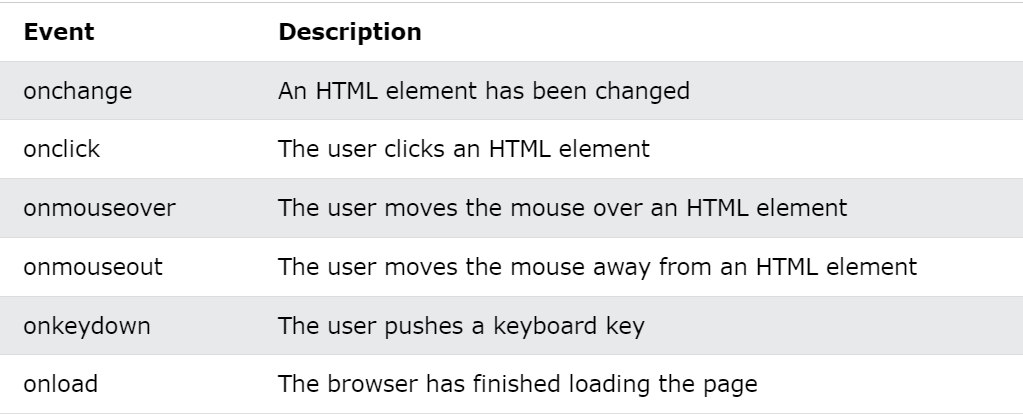 Event Description
onchange An HTML element has been changed
onclick The user clicks an HTML element
onmouseover The user moves the mouse over an HTML element
onmouseout The user moves the mouse away from an HTML element
onkeydown The user pushes a keyboard key
onload The browser has finished loading the page